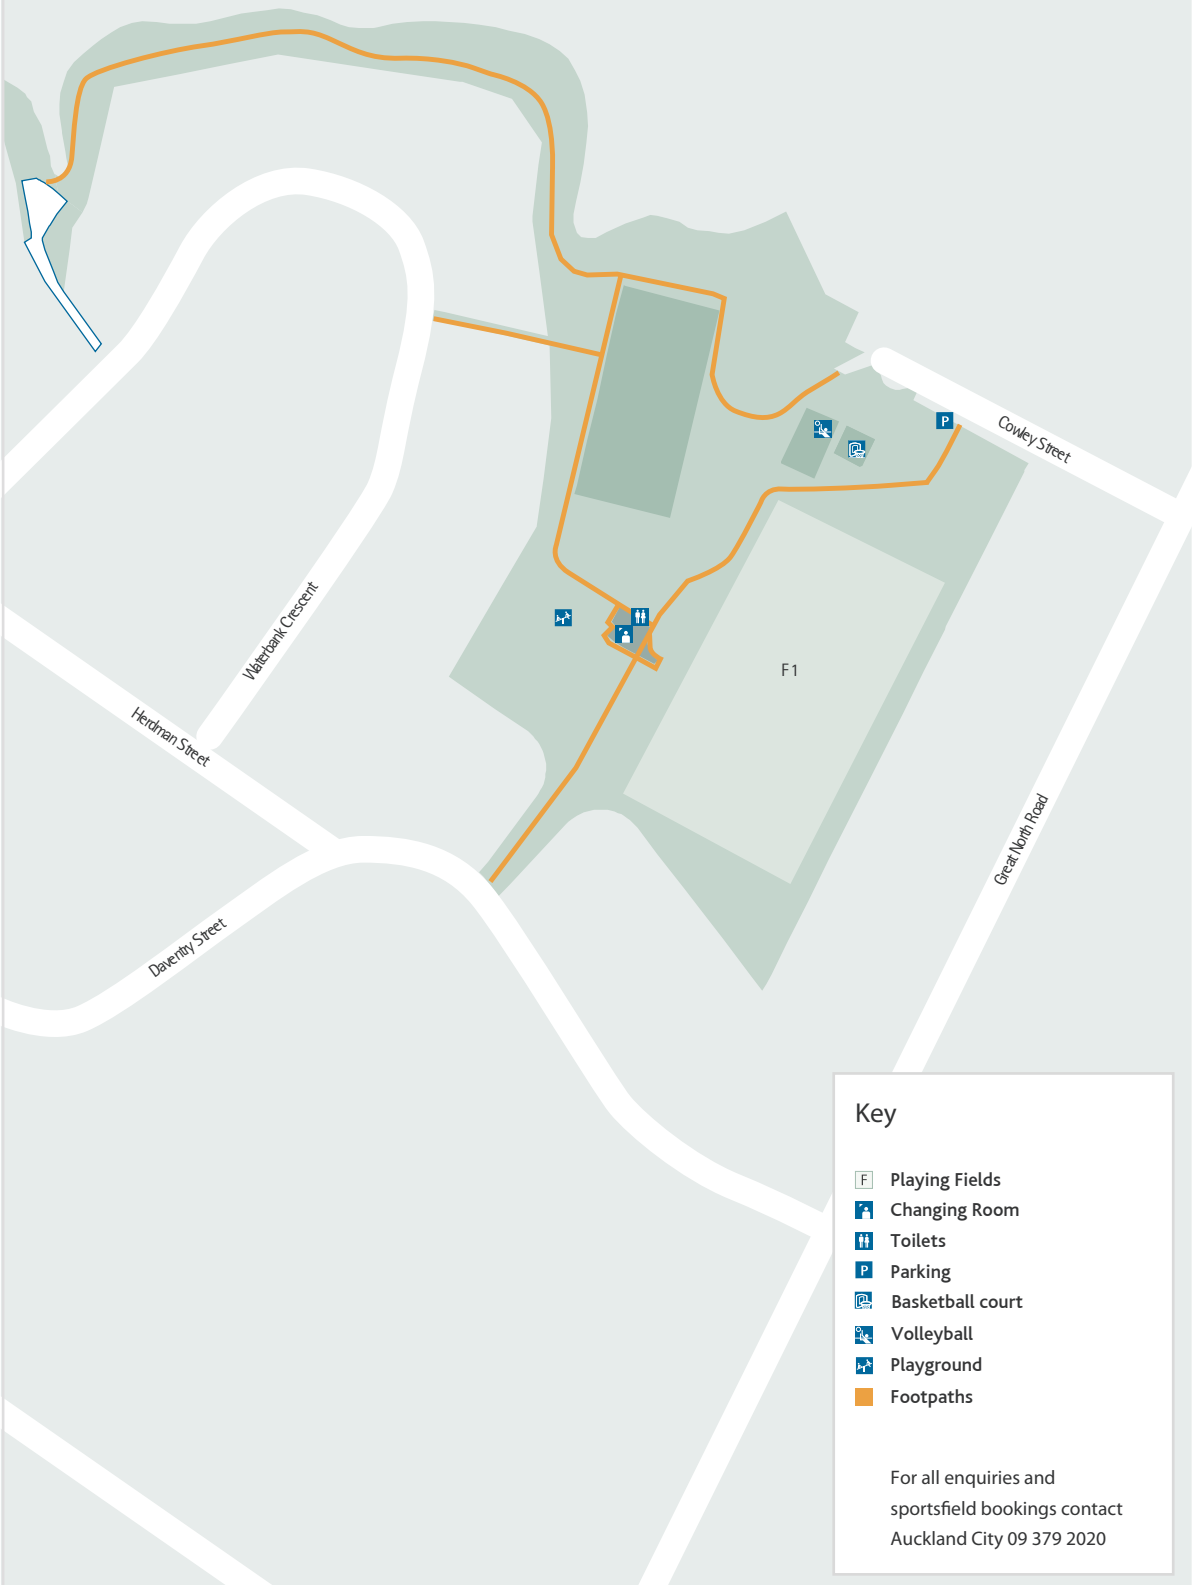 Cowley Street
P
Waterbank Crescent
F1
Herdman Street
Great North Road
Daventry Street
Key
F Playing Fields
Changing Room
Toilets
P Parking
Basketball court
Volleyball
Playground
Footpaths
For all enquiries and
sportsfield bookings contact
Auckland City 09 379 2020